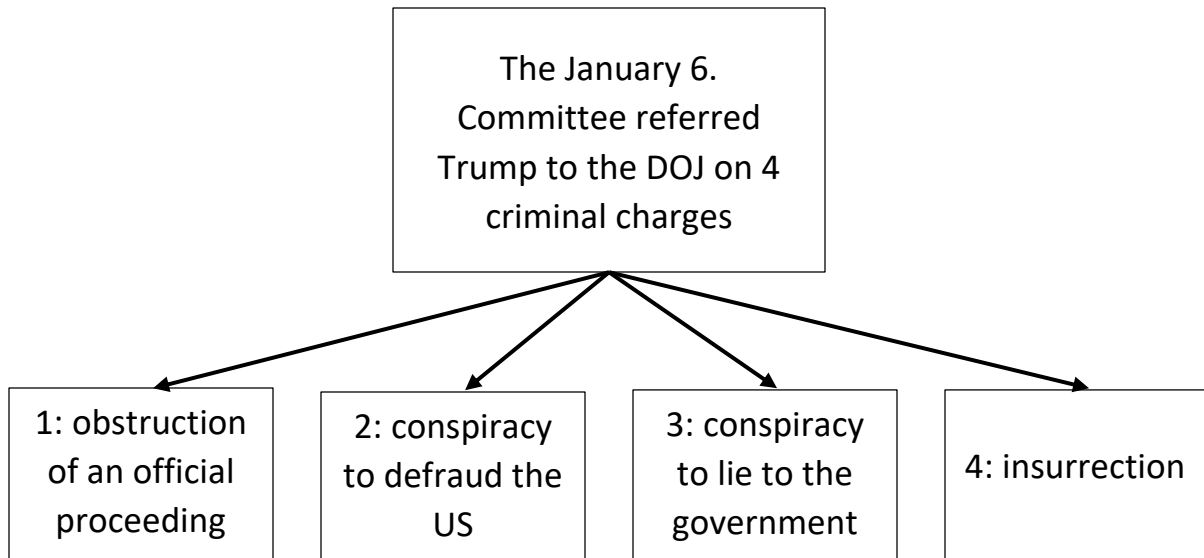 The January 6.
Committee referred
Trump to the DOJ on 4
criminal charges
1: obstruction
of an official
proceeding
2: conspiracy
to defraud the
US
3: conspiracy
to lie to the
government
4: insurrection